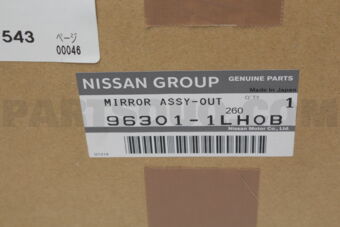 543
ページ
00046
NISSAN GROUP GENUINE PARTS
Made in Japan
MIRROR ASSY-OUT Q'TY 1
260
96301-1LH0B
Nissan Motor Co., Ltd.